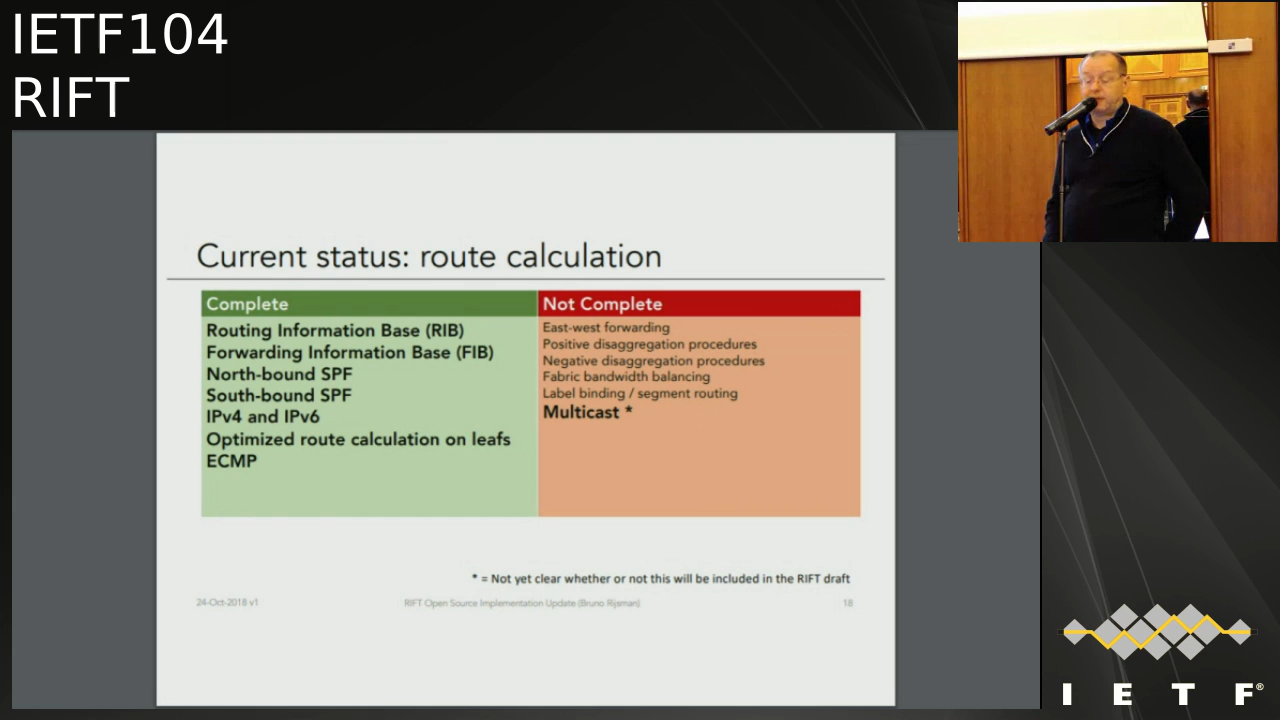 IETF104
RIFT
Current status: route calculation
Complete
Not Complete
Routing Information Base (RIB)
Forwarding Information Base (FIB)
North-bound SPF
South-bound SPF
IPv4 and IPv6
Optimized route calculation on leafs
ECMP
East-west forwarding
Positive disaggregation procedures
Negative disaggregation procedures
Fabric bandwidth balancing
Label binding / segment routing
Multicast *
* = Not yet clear whether or not this will be included in the RIFT draft
24-Oct-2018 v1
RIFT Open Source Implementation Update (Bruno Rijsman)
18
I E T F®